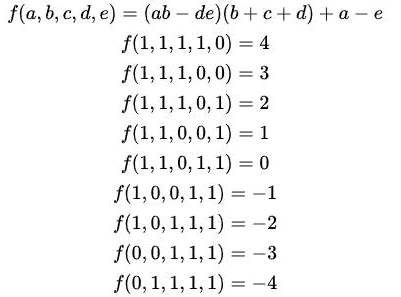 f(a, b, c, d, e) = (ab − de)(b + c + d) + a − e
f(1, 1, 1, 1, 0) = 4
f(1, 1, 1, 0, 0) = 3
f(1, 1, 1, 0, 1) = 2
f(1, 1, 0, 0, 1) = 1
f(1, 1, 0, 1, 1) = 0
f(1, 0, 0, 1, 1) = −1
f(1, 0, 1, 1, 1) = −2
f(0, 0, 1, 1, 1) = −3
f(0, 1, 1, 1, 1) = −4